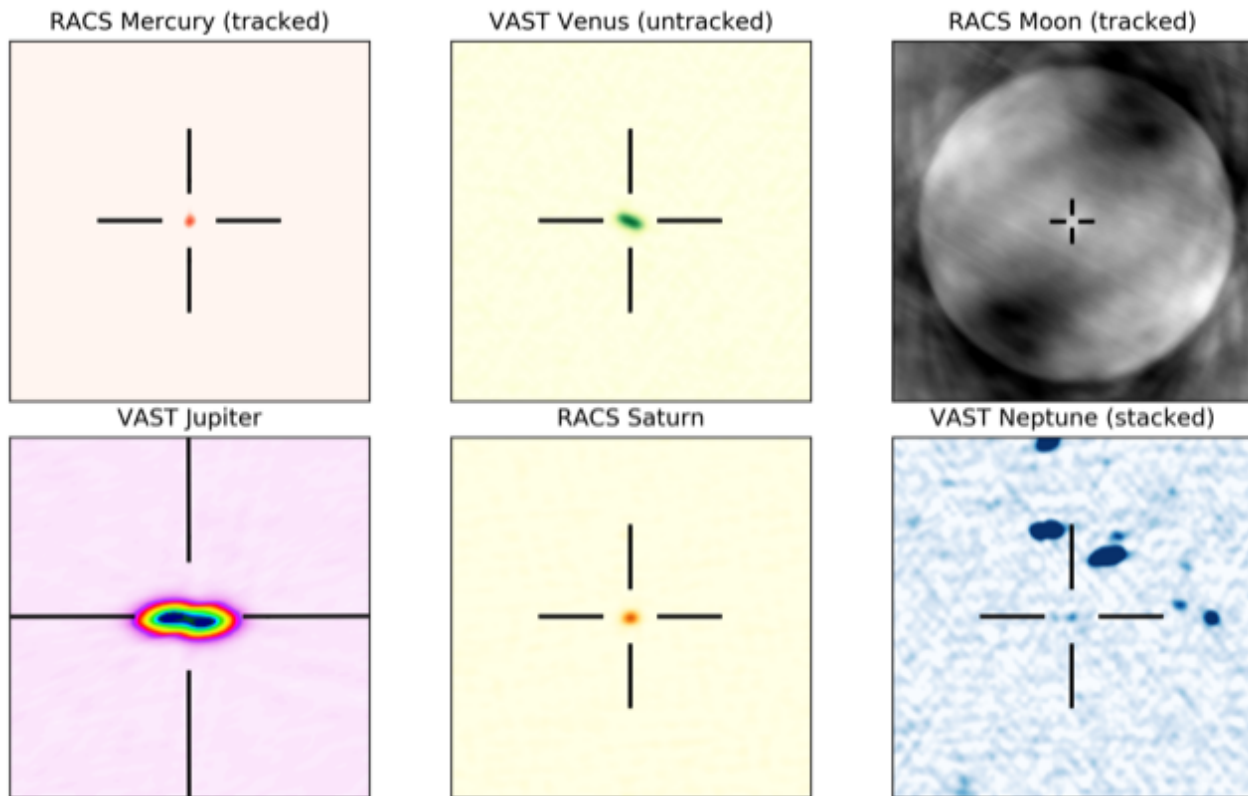 RACS Mercury (tracked)
VAST Venus (untracked)
RACS Moon (tracked)
VAST Jupiter
RACS Saturn
VAST Neptune (stacked)